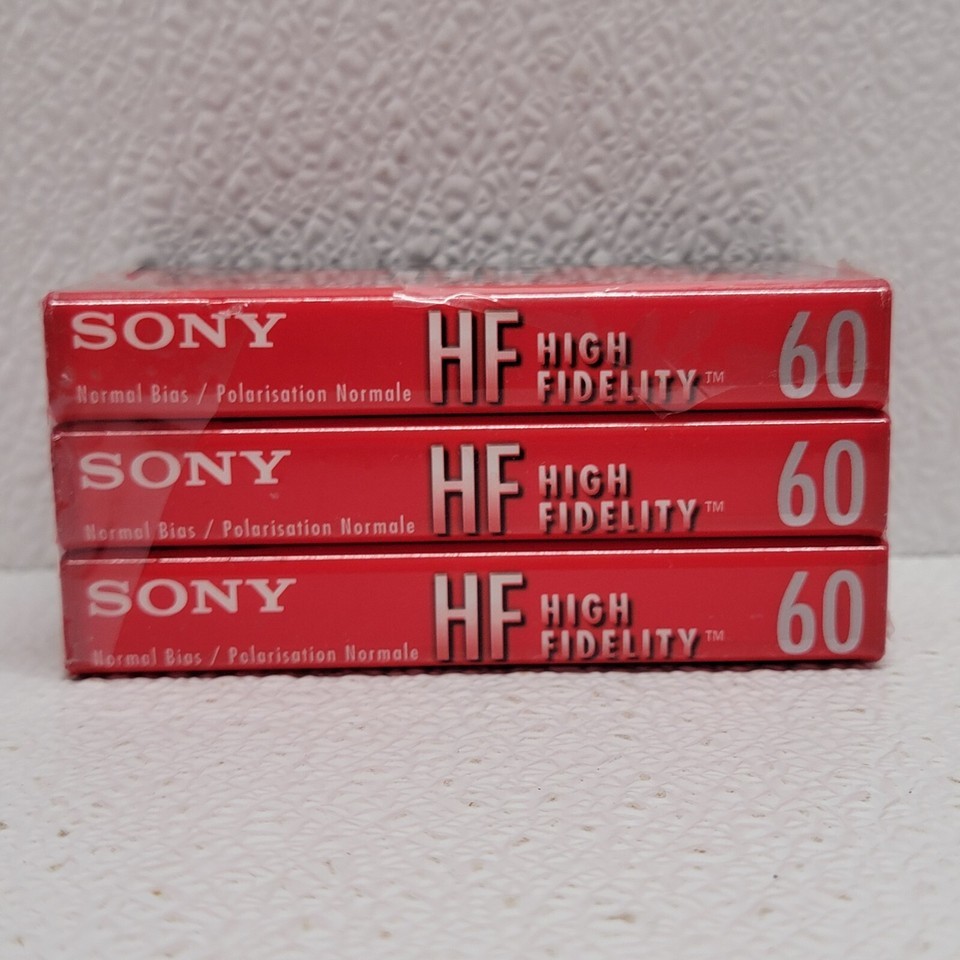 SONY
Normal Bias / Polarisation Normale
HF
HIGH
FIDELITY™
60
SONY
Normal Bias / Polarisation Normale
HF
HIGH
FIDELITY™
60
SONY
Normal Bias / Polarisation Normale
HF
HIGH
FIDELITY™
60